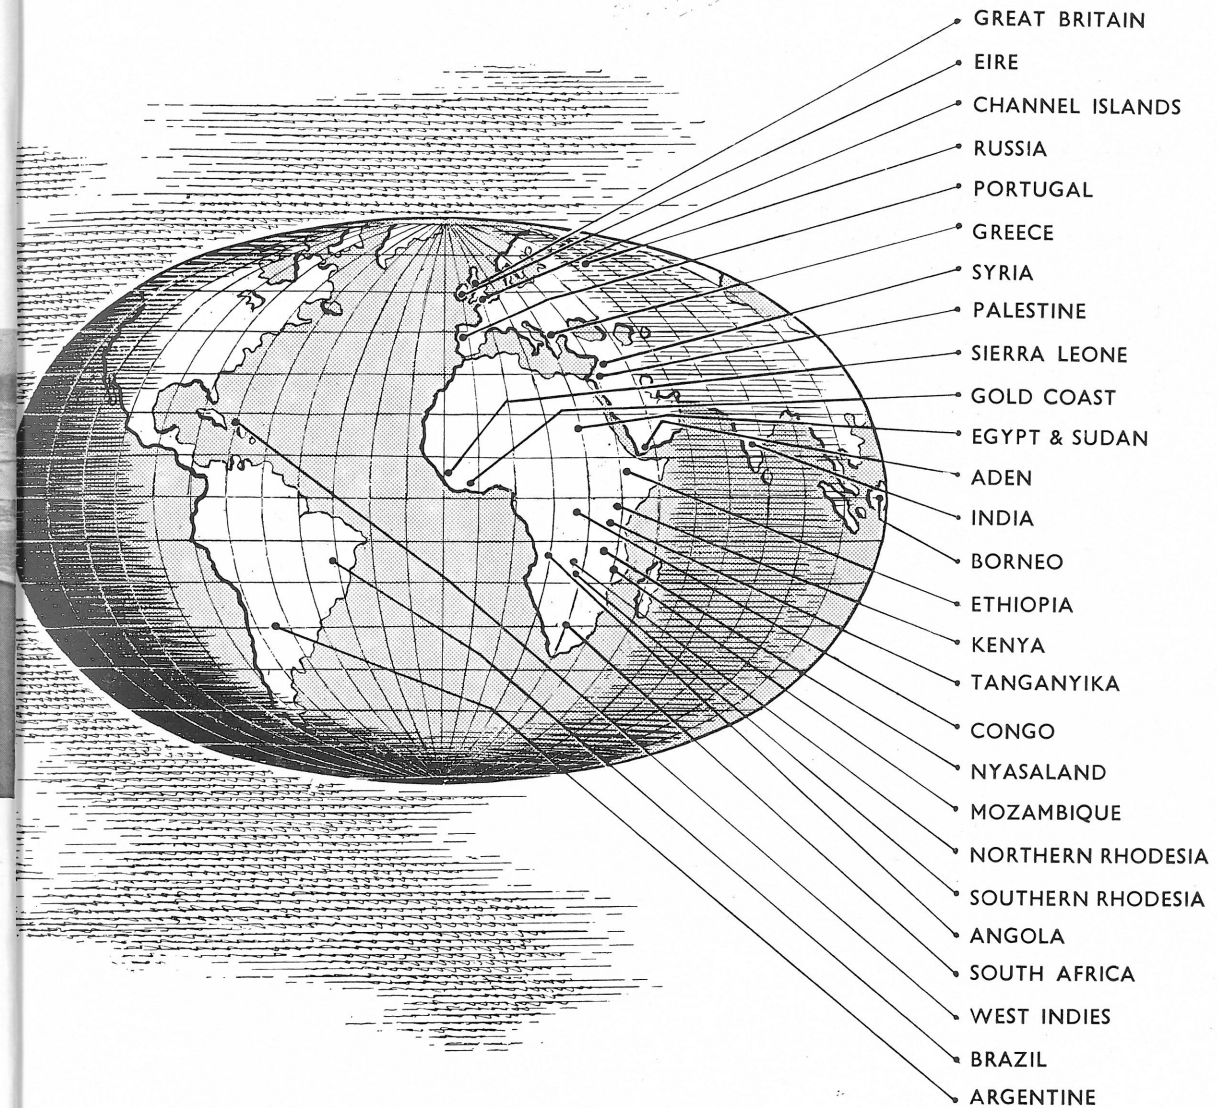 GREAT BRITAIN
EIRE
CHANNEL ISLANDS
RUSSIA
PORTUGAL
GREECE
SYRIA
PALESTINE
SIERRA LEONE
GOLD COAST
EGYPT & SUDAN
ADEN
INDIA
BORNEO
ETHIOPIA
KENYA
TANGANYIKA
CONGO
NYASALAND
MOZAMBIQUE
NORTHERN RHODESIA
SOUTHERN RHODESIA
ANGOLA
SOUTH AFRICA
WEST INDIES
BRAZIL
ARGENTINE